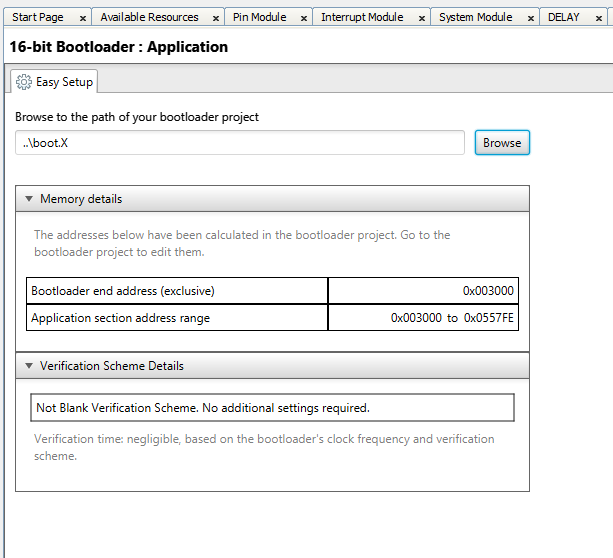 Start Page × Available Resources × Pin Module × Interrupt Module × System Module × DELAY ×
16-bit Bootloader : Application
Easy Setup
Browse to the path of your bootloader project
..\boot.X Browse
Memory details
The addresses below have been calculated in the bootloader project. Go to the
bootloader project to edit them.
Bootloader end address (exclusive) 0x003000
Application section address range 0x003000 to 0x0557FE
Verification Scheme Details
Not Blank Verification Scheme. No additional settings required.
Verification time: negligible, based on the bootloader's clock frequency and verification
scheme.